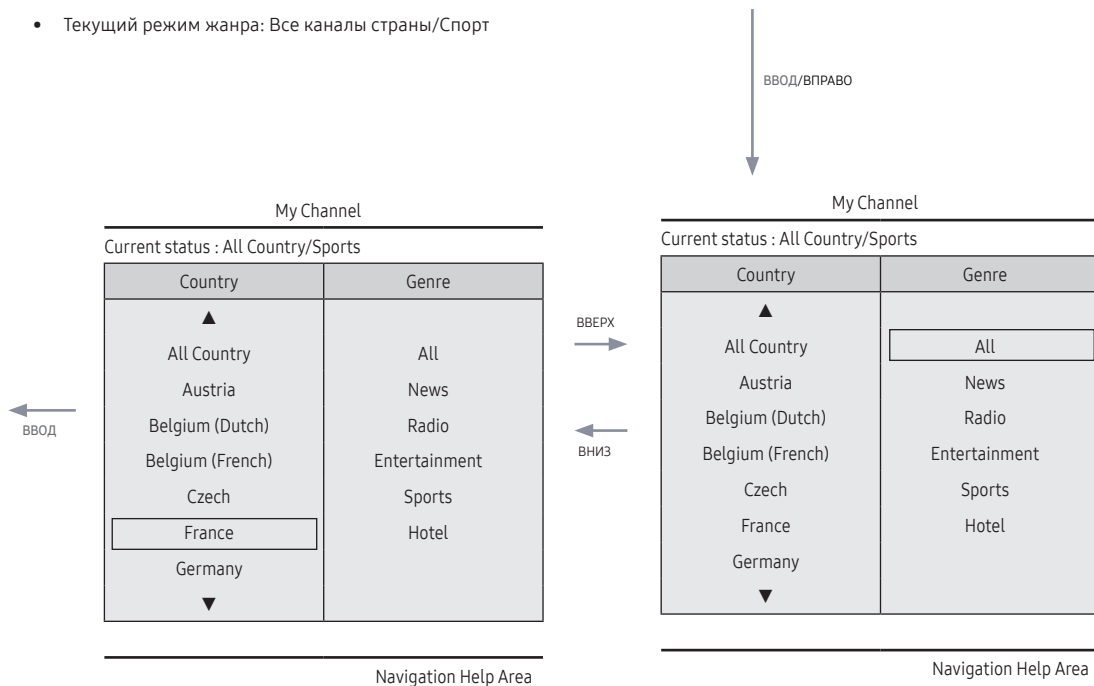 • Текущий режим жанра: Все каналы страны/Спорт
ВВОД/ВПРАВО
My Channel
Current status : All Country/Sports
Country Genre
▲
All Country All
Austria News
Belgium (Dutch) Radio
Belgium (French) Entertainment
Czech Sports
France Hotel
Germany
▼
Navigation Help Area
ВВОД
ВВЕРХ
ВНИЗ
My Channel
Current status : All Country/Sports
Country Genre
▲
All Country All
Austria News
Belgium (Dutch) Radio
Belgium (French) Entertainment
Czech Sports
France Hotel
Germany
▼
Navigation Help Area